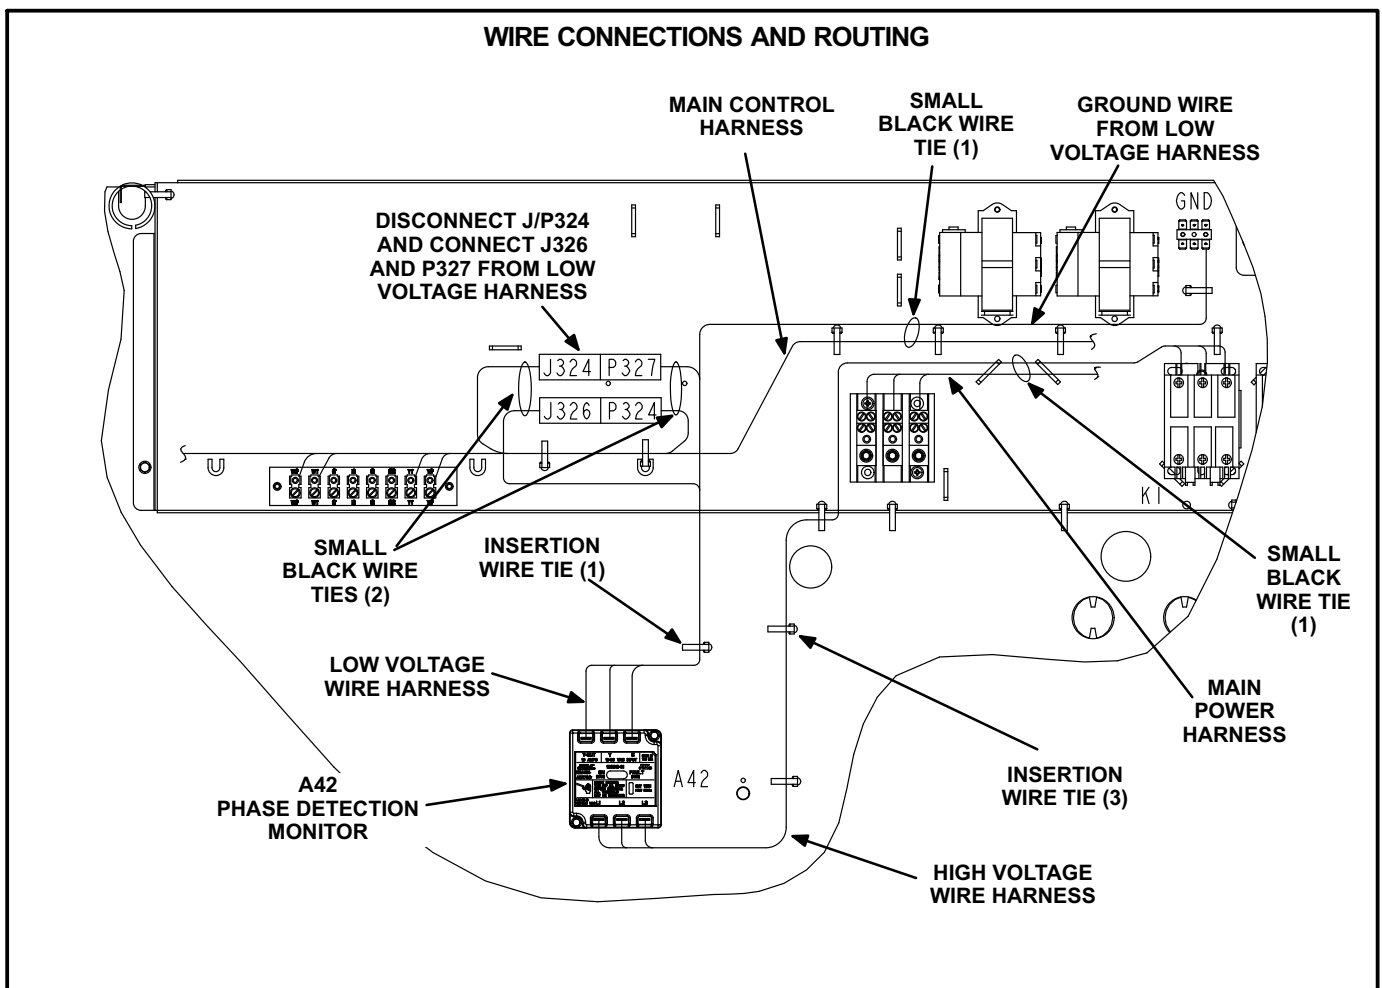 WIRE CONNECTIONS AND ROUTING
MAIN CONTROL
HARNESS
SMALL
BLACK WIRE
TIE (1)
GROUND WIRE
FROM LOW
VOLTAGE HARNESS
GND
DISCONNECT J/P324
AND CONNECT J326
AND P327 FROM LOW
VOLTAGE HARNESS
J324 P327
J326 P324
K1
SMALL
BLACK WIRE
TIES (2)
INSERTION
WIRE TIE (1)
SMALL
BLACK
WIRE TIE
(1)
LOW VOLTAGE
WIRE HARNESS
MAIN
POWER
HARNESS
A42
PHASE DETECTION
MONITOR
A42
INSERTION
WIRE TIE (3)
HIGH VOLTAGE
WIRE HARNESS